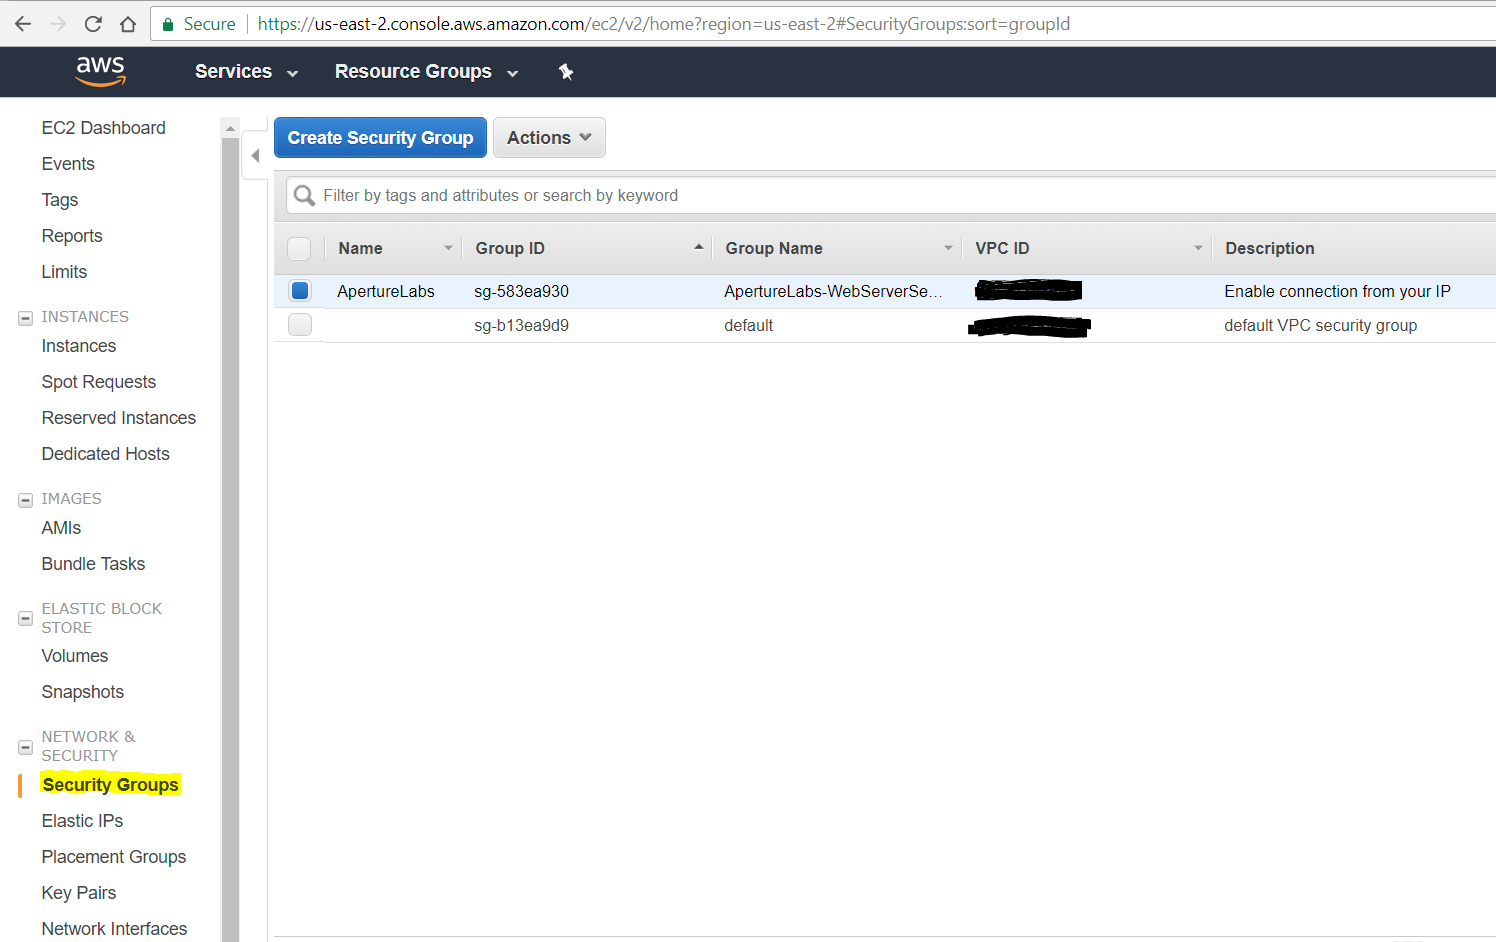 Secure https://us-east-2.console.aws.amazon.com/ec2/v2/home?region=us-east-2#SecurityGroups:sort=groupId
aws Services Resource Groups
EC2 Dashboard
Events
Tags
Reports
Limits
INSTANCES
Instances
Spot Requests
Reserved Instances
Dedicated Hosts
IMAGES
AMIs
Bundle Tasks
ELASTIC BLOCK
STORE
Volumes
Snapshots
NETWORK &
SECURITY
Security Groups
Elastic IPs
Placement Groups
Key Pairs
Network Interfaces
Create Security Group Actions
Filter by tags and attributes or search by keyword
Name Group ID Group Name VPC ID Description
ApertureLabs sg-583ea930 ApertureLabs-WebServerSe... Enable connection from your IP
sg-b13ea9d9 default default VPC security group